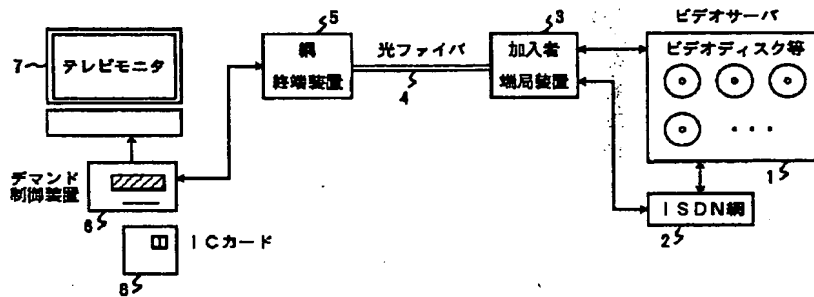 7
テレビモニタ
デマンド
制御装置
6
8
ICカード
5
網
終端装置
光ファイバ
4
3
加入者
端局装置
ビデオサーバ
ビデオディスク等
・・・
1
ISDN網
2